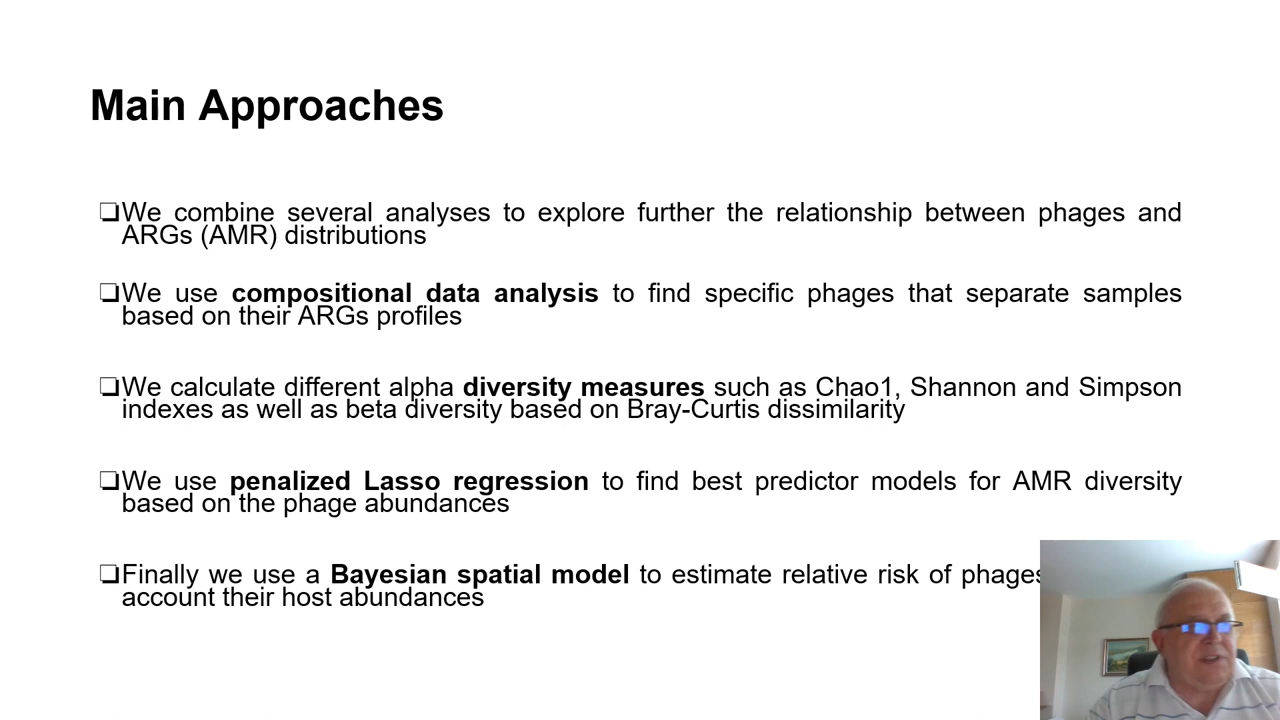 Main Approaches
❏We combine several analyses to explore further the relationship between phages and
ARGs (AMR) distributions
❏We use compositional data analysis to find specific phages that separate samples
based on their ARGs profiles
❏We calculate different alpha diversity measures such as Chao1, Shannon and Simpson
indexes as well as beta diversity based on Bray-Curtis dissimilarity
❏We use penalized Lasso regression to find best predictor models for AMR diversity
based on the phage abundances
❏Finally we use a Bayesian spatial model to estimate relative risk of phages
account their host abundances